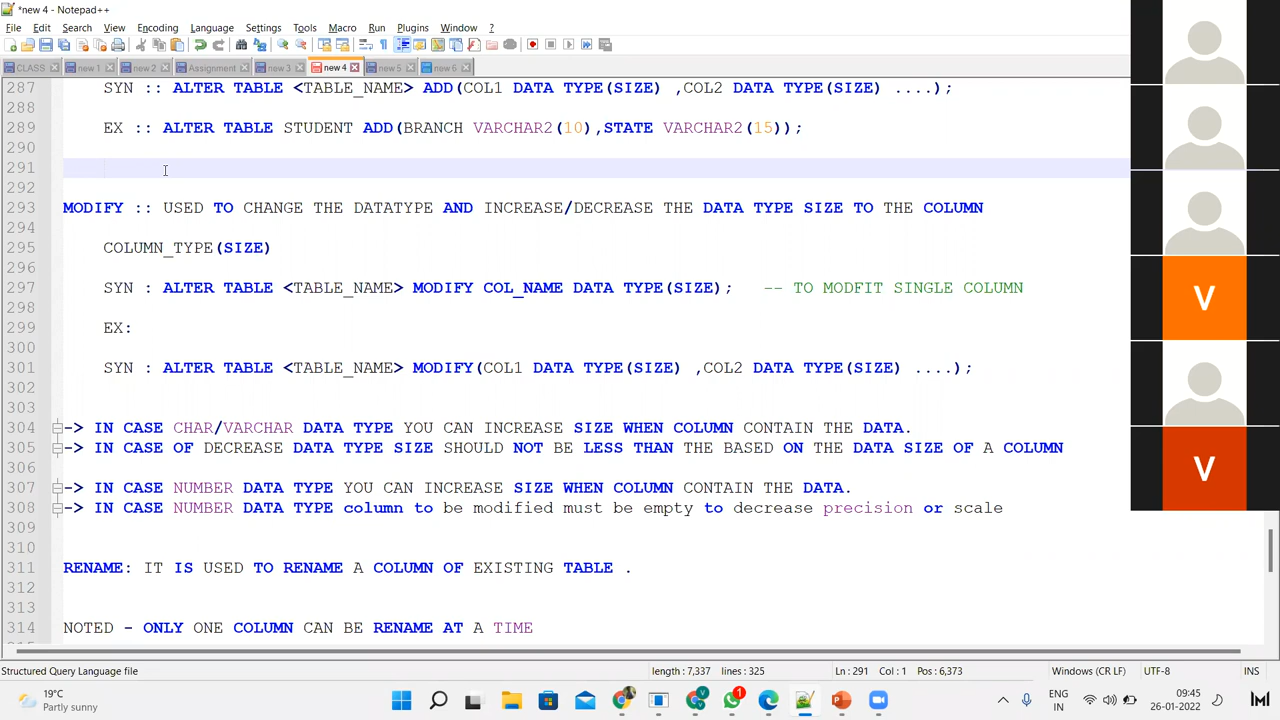 *new 4 - Notepad++
File Edit Search View Encoding Language Settings Tools Macro Run Plugins Window ?
CLASS new 1 new 2 Assignment new 3 new 4 new 5 new 6
287 SYN :: ALTER TABLE <TABLE_NAME> ADD(COL1 DATA TYPE(SIZE) ,COL2 DATA TYPE(SIZE) ....);
288
289 EX :: ALTER TABLE STUDENT ADD(BRANCH VARCHAR2(10),STATE VARCHAR2(15));
290
291
292
293 MODIFY :: USED TO CHANGE THE DATATYPE AND INCREASE/DECREASE THE DATA TYPE SIZE TO THE COLUMN
294
295 COLUMN_TYPE(SIZE)
296
297 SYN : ALTER TABLE <TABLE_NAME> MODIFY COL_NAME DATA TYPE(SIZE); -- TO MODFIT SINGLE COLUMN
298
299 EX:
300
301 SYN : ALTER TABLE <TABLE_NAME> MODIFY(COL1 DATA TYPE(SIZE) ,COL2 DATA TYPE(SIZE) ....);
302
303
304 -> IN CASE CHAR/VARCHAR DATA TYPE YOU CAN INCREASE SIZE WHEN COLUMN CONTAIN THE DATA.
305 -> IN CASE OF DECREASE DATA TYPE SIZE SHOULD NOT BE LESS THAN THE BASED ON THE DATA SIZE OF A COLUMN
306
307 -> IN CASE NUMBER DATA TYPE YOU CAN INCREASE SIZE WHEN COLUMN CONTAIN THE DATA.
308 -> IN CASE NUMBER DATA TYPE column to be modified must be empty to decrease precision or scale
309
310
311 RENAME: IT IS USED TO RENAME A COLUMN OF EXISTING TABLE .
312
313
314 NOTED - ONLY ONE COLUMN CAN BE RENAME AT A TIME
V
V
Structured Query Language file length : 7,337 lines : 325 Ln : 291 Col : 1 Pos : 6,373 Windows (CR LF) UTF-8 INS
19°C
Partly sunny
1
ENG
IN
09:45
26-01-2022